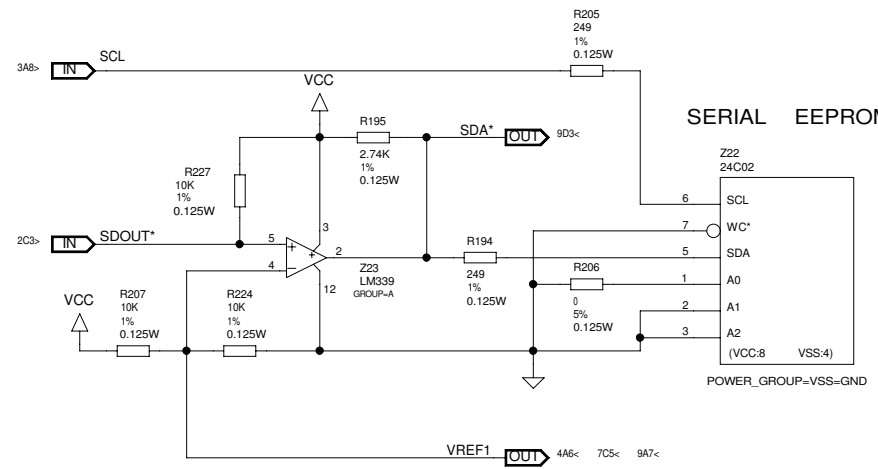 R205
249
1%
0.125W
3A8>
IN
SCL
VCC
R195
2.74K
1%
0.125W
SDA*
OUT
9D3<
SERIAL EEPROM
Z22
24C02
R227
10K
1%
0.125W
6
SCL
7
WC*
5
SDA
1
A0
2
A1
3
A2
(VCC:8
VSS:4)
POWER_GROUP=VSS=GND
2C3>
IN
SDOUT*
5
+
4
−
+
3
2
12
Z23
LM339
GROUP=A
R194
249
1%
0.125W
R206
0
5%
0.125W
VCC
R207
10K
1%
0.125W
R224
10K
1%
0.125W
VREF1
OUT
4A6<
7C5<
9A7<